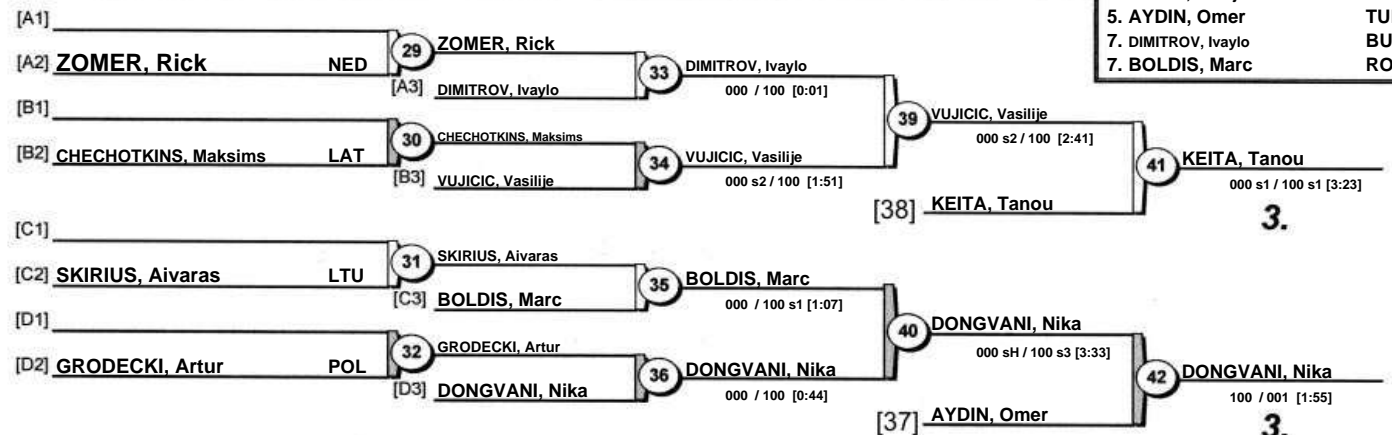 5. AYDIN, Omer TU
7. DIMITROV, Ivaylo BU
7. BOLDIS, Marc RO
[A1]
[A2] ZOMER, Rick NED
29
ZOMER, Rick
[A3] DIMITROV, Ivaylo
33
DIMITROV, Ivaylo
000 / 100 [0:01]
[B1]
[B2] CHECHOTKINS, Maksims LAT
30
CHECHOTKINS, Maksims
[B3] VUJICIC, Vasilije
34
VUJICIC, Vasilije
000 s2 / 100 [1:51]
39
VUJICIC, Vasilije
000 s2 / 100 [2:41]
[38] KEITA, Tanou
41
KEITA, Tanou
000 s1 / 100 s1 [3:23]
3.
[C1]
[C2] SKIRIUS, Aivaras LTU
31
SKIRIUS, Aivaras
[C3] BOLDIS, Marc
35
BOLDIS, Marc
000 / 100 s1 [1:07]
[D1]
[D2] GRODECKI, Artur POL
32
GRODECKI, Artur
[D3] DONGVANI, Nika
36
DONGVANI, Nika
000 / 100 [0:44]
40
DONGVANI, Nika
000 sH / 100 s3 [3:33]
[37] AYDIN, Omer
42
DONGVANI, Nika
100 / 001 [1:55]
3.